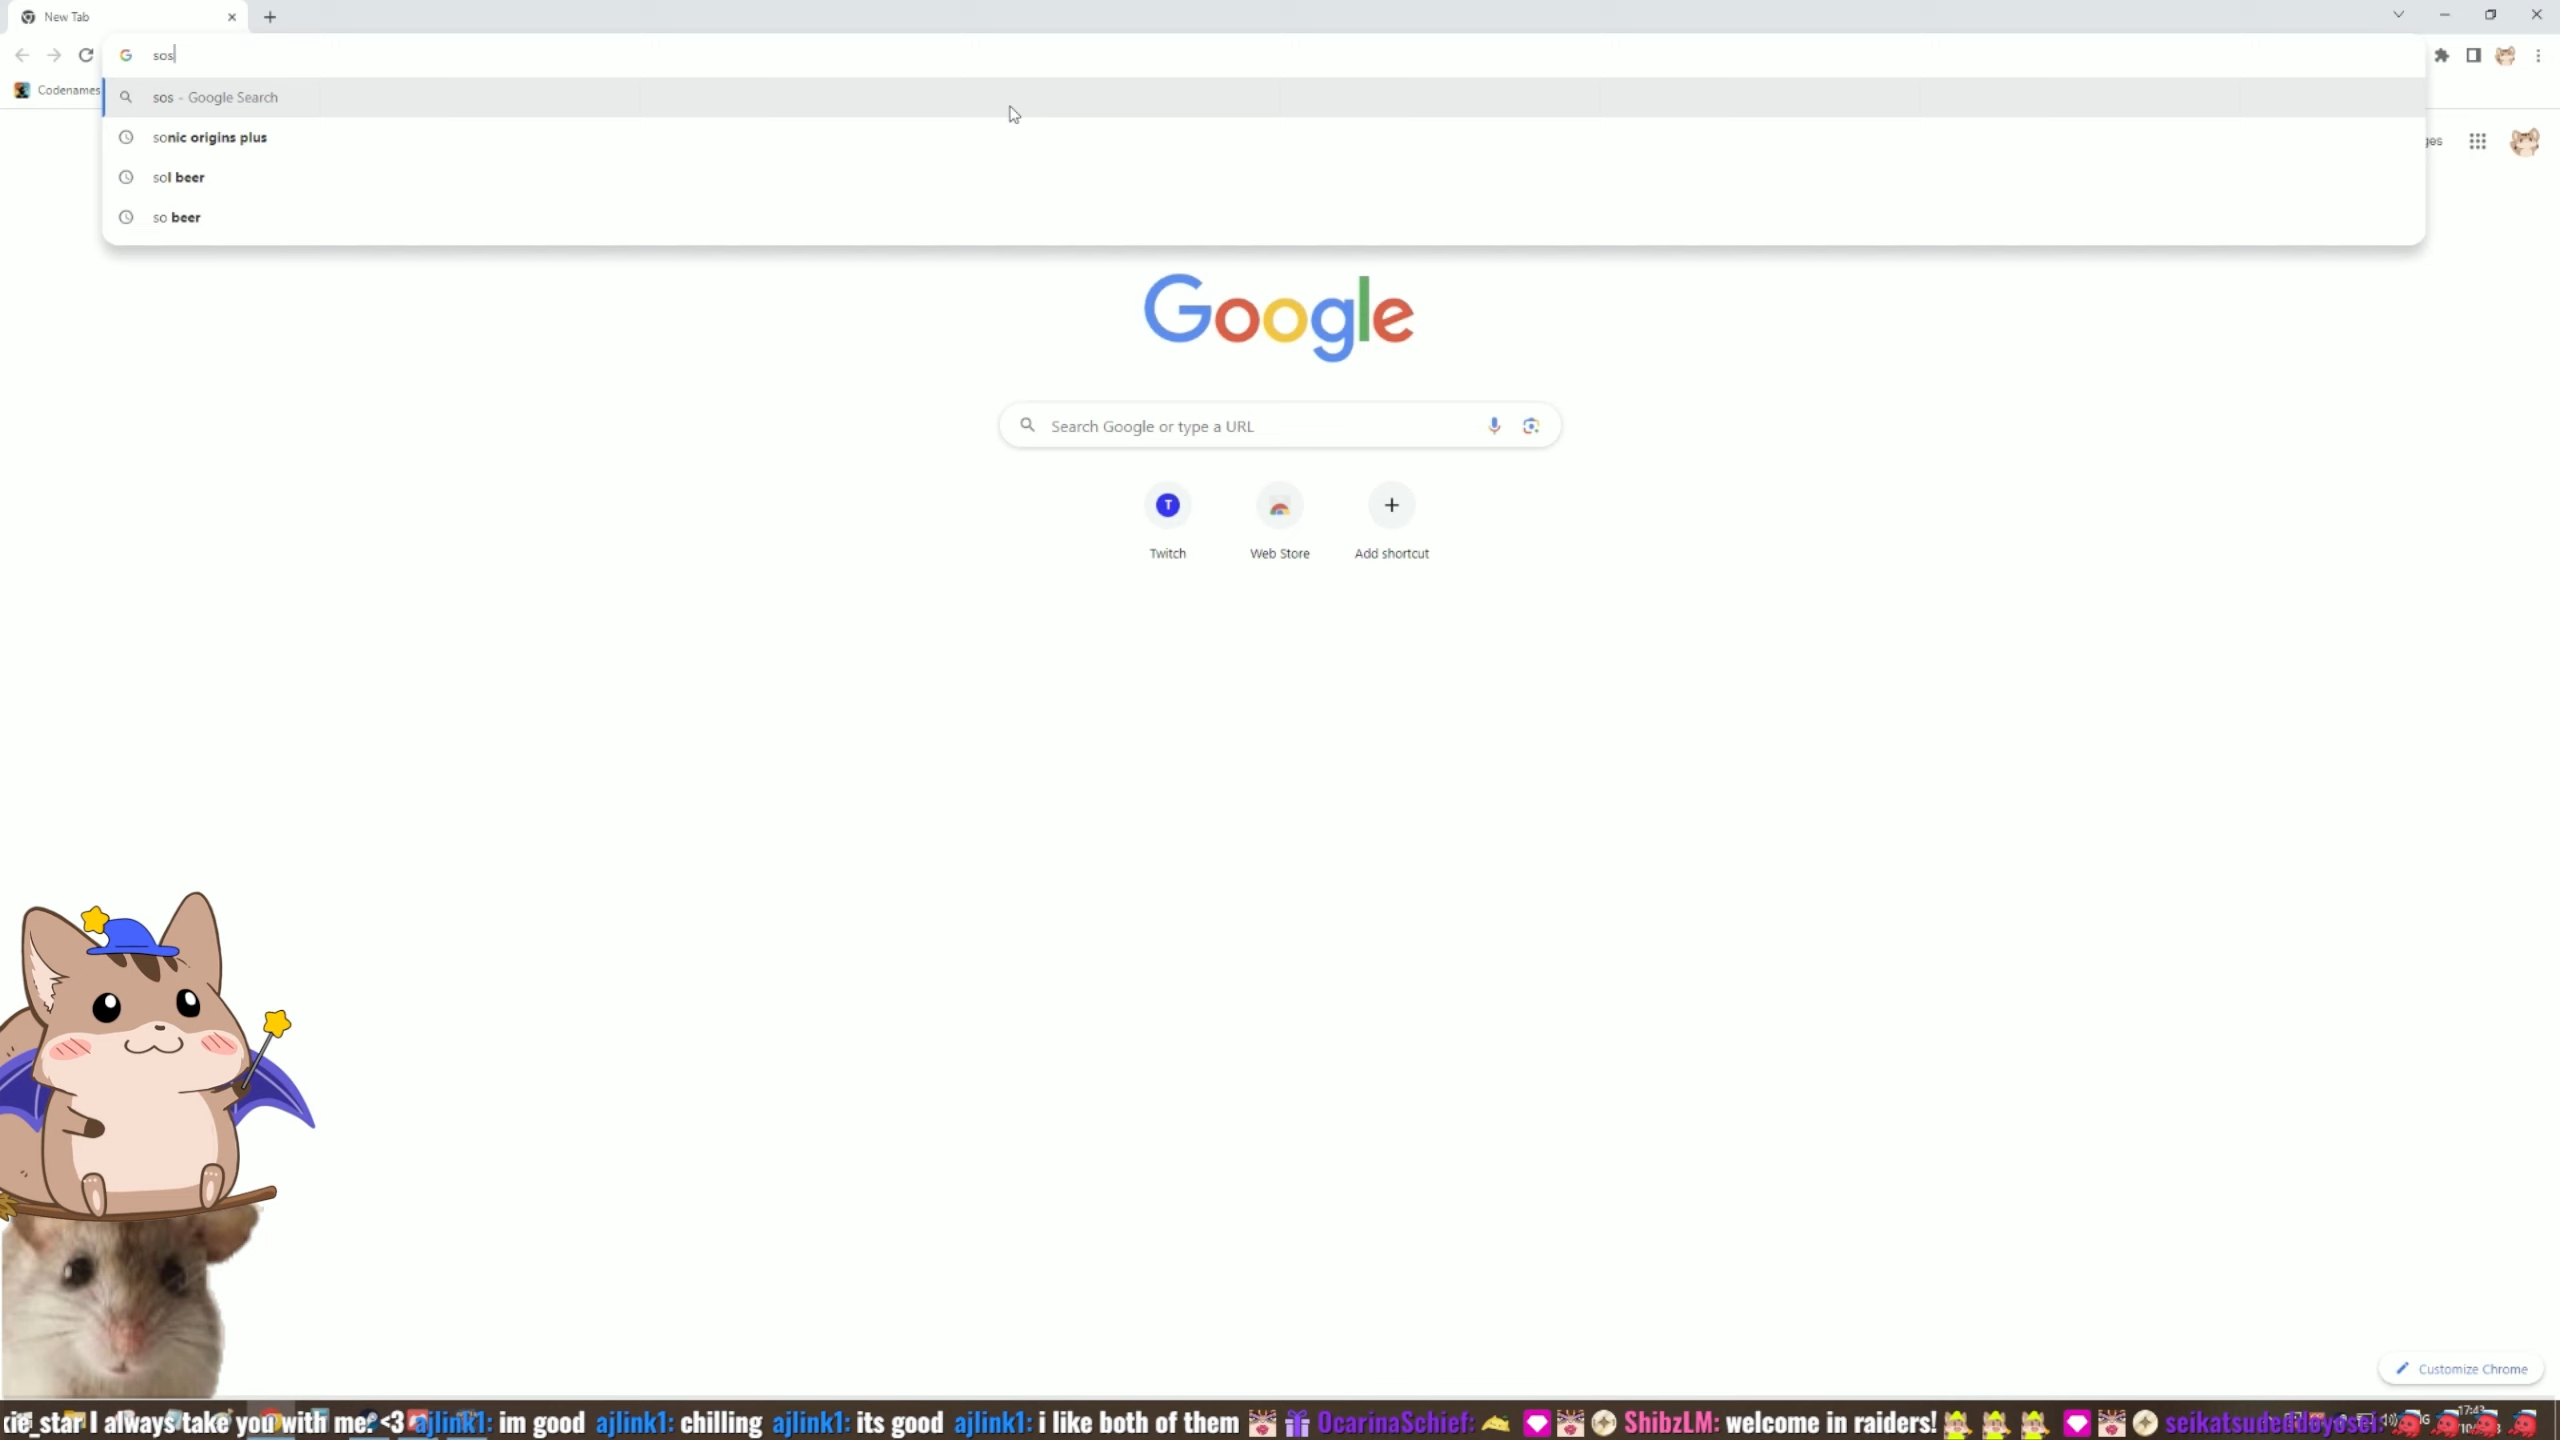 New Tab
sos
Codenames
sos - Google Search
sonic origins plus
sol beer
so beer
Google
Search Google or type a URL
T
Twitch
Web Store
Add shortcut
Customize Chrome
I always take you with me. <3 ajlink1: im good ajlink1: chilling ajlink1: its good ajlink1: i like both of them OcarinaSchief: ShibzLM: welcome in raiders!
17:43